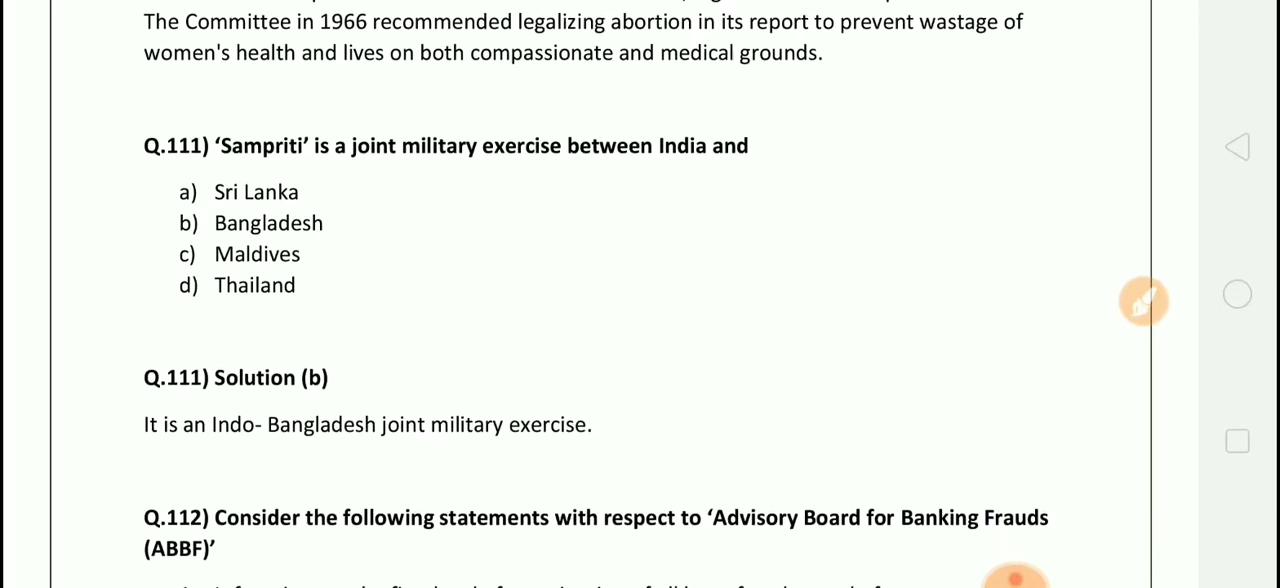 The Committee in 1966 recommended legalizing abortion in its report to prevent wastage of
women's health and lives on both compassionate and medical grounds.
Q.111) ‘Sampriti’ is a joint military exercise between India and
a) Sri Lanka
b) Bangladesh
c) Maldives
d) Thailand
Q.111) Solution (b)
It is an Indo- Bangladesh joint military exercise.
Q.112) Consider the following statements with respect to ‘Advisory Board for Banking Frauds
(ABBF)’